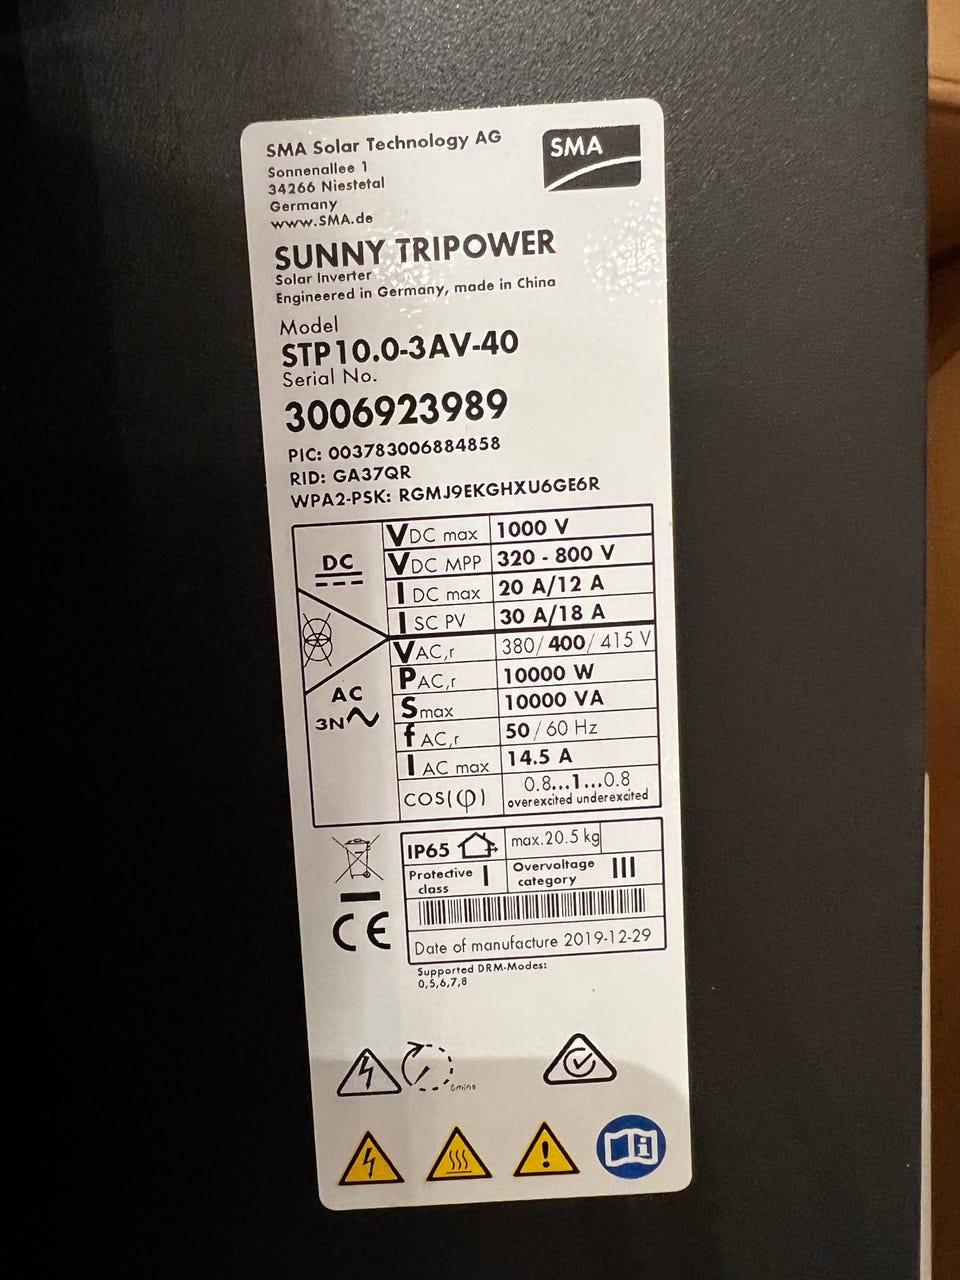 SMA Solar Technology AG
Sonnenallee 1
34266 Niestetal
Germany
www.SMA.de
SMA
SUNNY TRIPOWER
Solar Inverter
Engineered in Germany, made in China
Model
STP10.0-3AV-40
Serial No.
3006923989
PIC: 003783006884858
RID: GA37QR
WPA2-PSK: RGMJ9EKGHXU6GE6R
DC
VDC max 1000 V
VDC MPP 320 - 800 V
I DC max 20 A/12 A
I SC PV 30 A/18 A
AC
3N
VAC,r 380/400/415 V
PAC,r 10000 W
Smax 10000 VA
fAC,r 50/60 Hz
I AC max 14.5 A
cos(φ) 0.8...1...0.8
overexcited underexcited
IP65 max.20.5 kg
Protective class I
Overvoltage category III
CE
Date of manufacture 2019-12-29
Supported DRM-Modes:
0,5,6,7,8